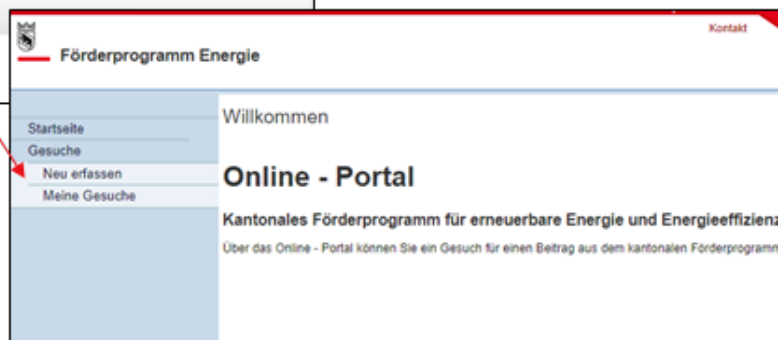 Kontakt
Förderprogramm Energie
Startseite
Gesuche
Neu erfassen
Meine Gesuche
Willkommen
Online - Portal
Kantonales Förderprogramm für erneuerbare Energie und Energieeffizienz
Über das Online - Portal können Sie ein Gesuch für einen Beitrag aus dem kantonalen Förderprogramm